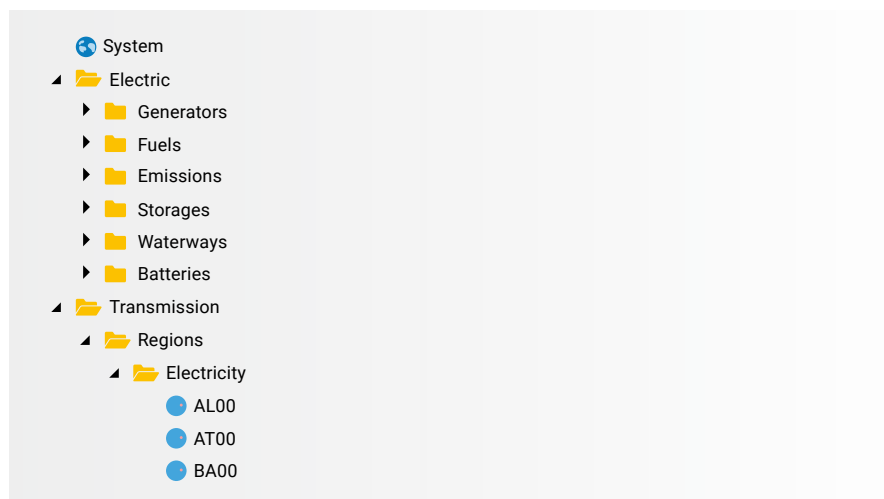 System
Electric
Generators
Fuels
Emissions
Storages
Waterways
Batteries
Transmission
Regions
Electricity
AL00
AT00
BA00